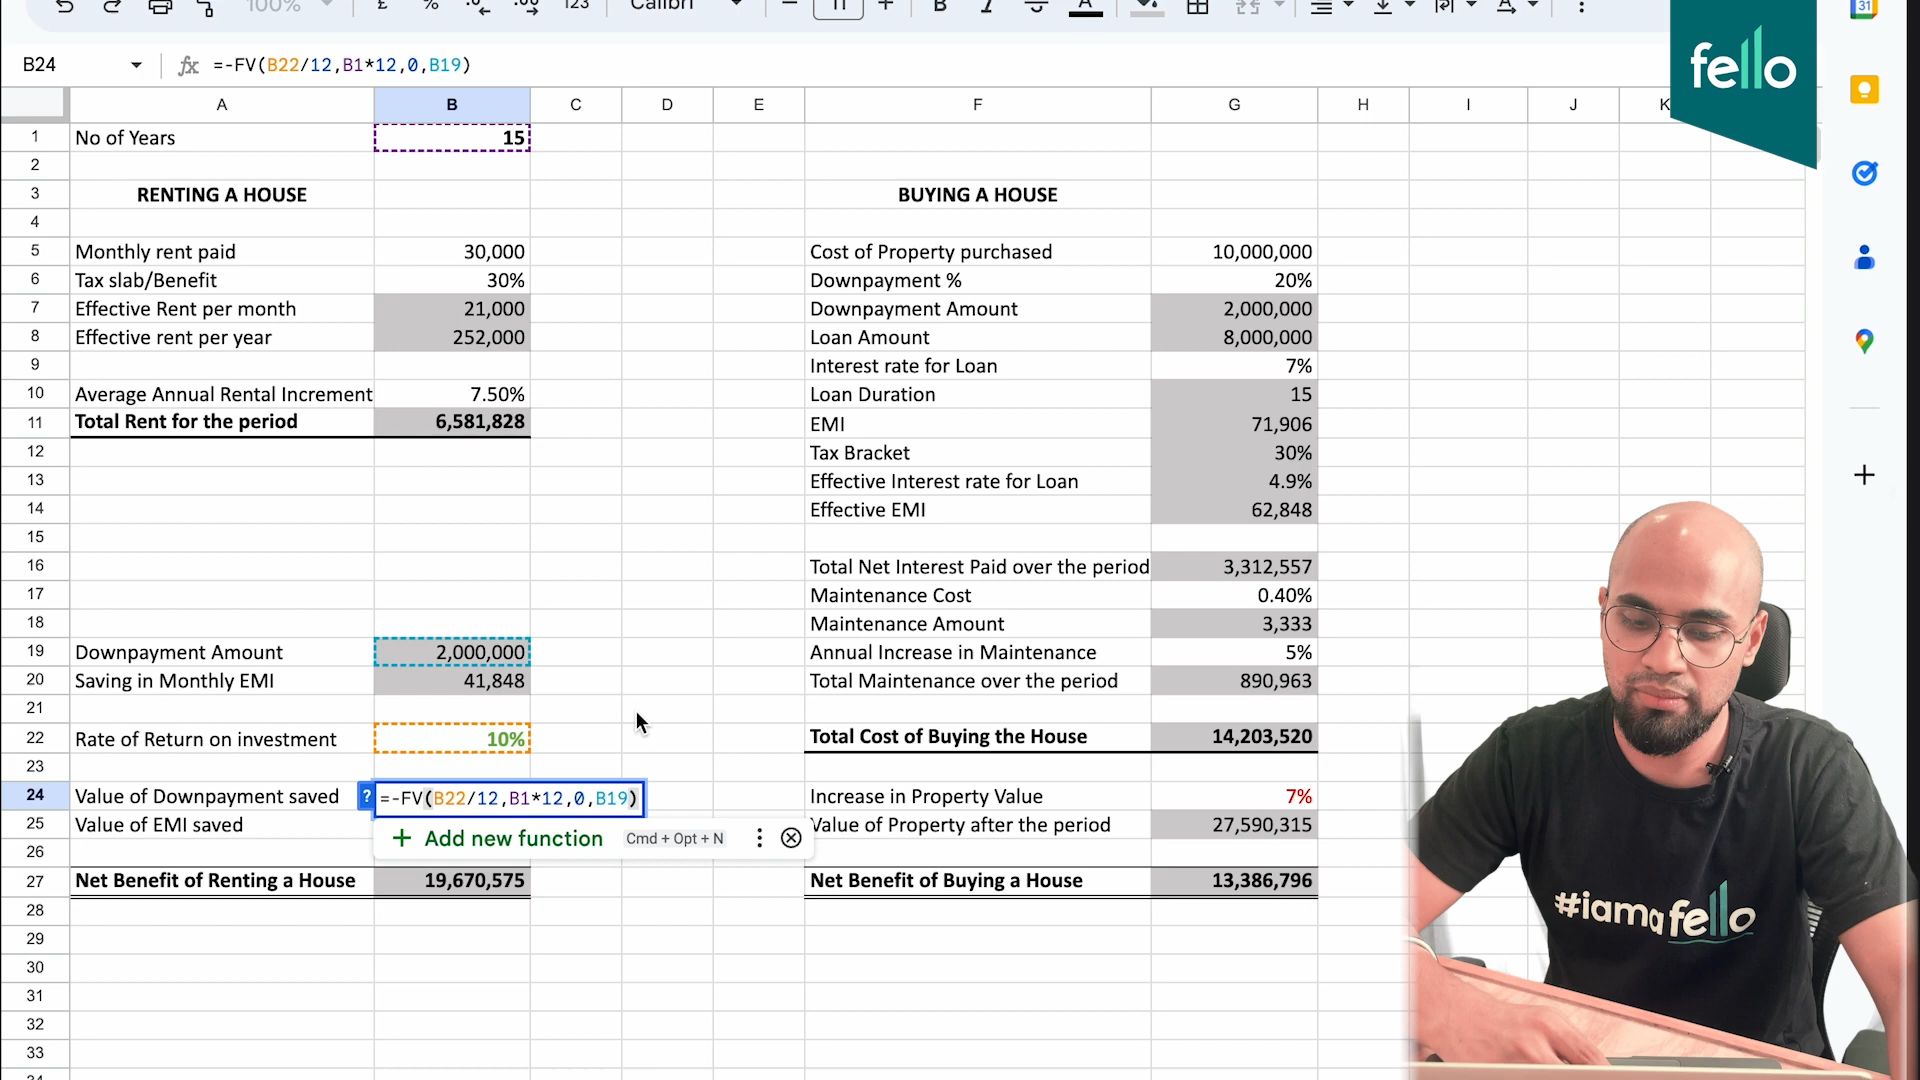 100% £ % .0 .00 123 Calibri 11 B I A
31
fello
B24 fx =-FV(B22/12,B1*12,0,B19)
A B C D E F G H I J K
1 No of Years 15
2
3 RENTING A HOUSE BUYING A HOUSE
4
5 Monthly rent paid 30,000 Cost of Property purchased 10,000,000
6 Tax slab/Benefit 30% Downpayment % 20%
7 Effective Rent per month 21,000 Downpayment Amount 2,000,000
8 Effective rent per year 252,000 Loan Amount 8,000,000
9 Interest rate for Loan 7%
10 Average Annual Rental Increment 7.50% Loan Duration 15
11 Total Rent for the period 6,581,828 EMI 71,906
12 Tax Bracket 30%
13 Effective Interest rate for Loan 4.9%
14 Effective EMI 62,848
15
16 Total Net Interest Paid over the period 3,312,557
17 Maintenance Cost 0.40%
18 Maintenance Amount 3,333
19 Downpayment Amount 2,000,000 Annual Increase in Maintenance 5%
20 Saving in Monthly EMI 41,848 Total Maintenance over the period 890,963
21
22 Rate of Return on investment 10% Total Cost of Buying the House 14,203,520
23
24 Value of Downpayment saved ? =-FV(B22/12,B1*12,0,B19) Increase in Property Value 7%
25 Value of EMI saved + Add new function Cmd + Opt + N Value of Property after the period 27,590,315
26
27 Net Benefit of Renting a House 19,670,575 Net Benefit of Buying a House 13,386,796
28
29
30
31
32
33
#iamafello